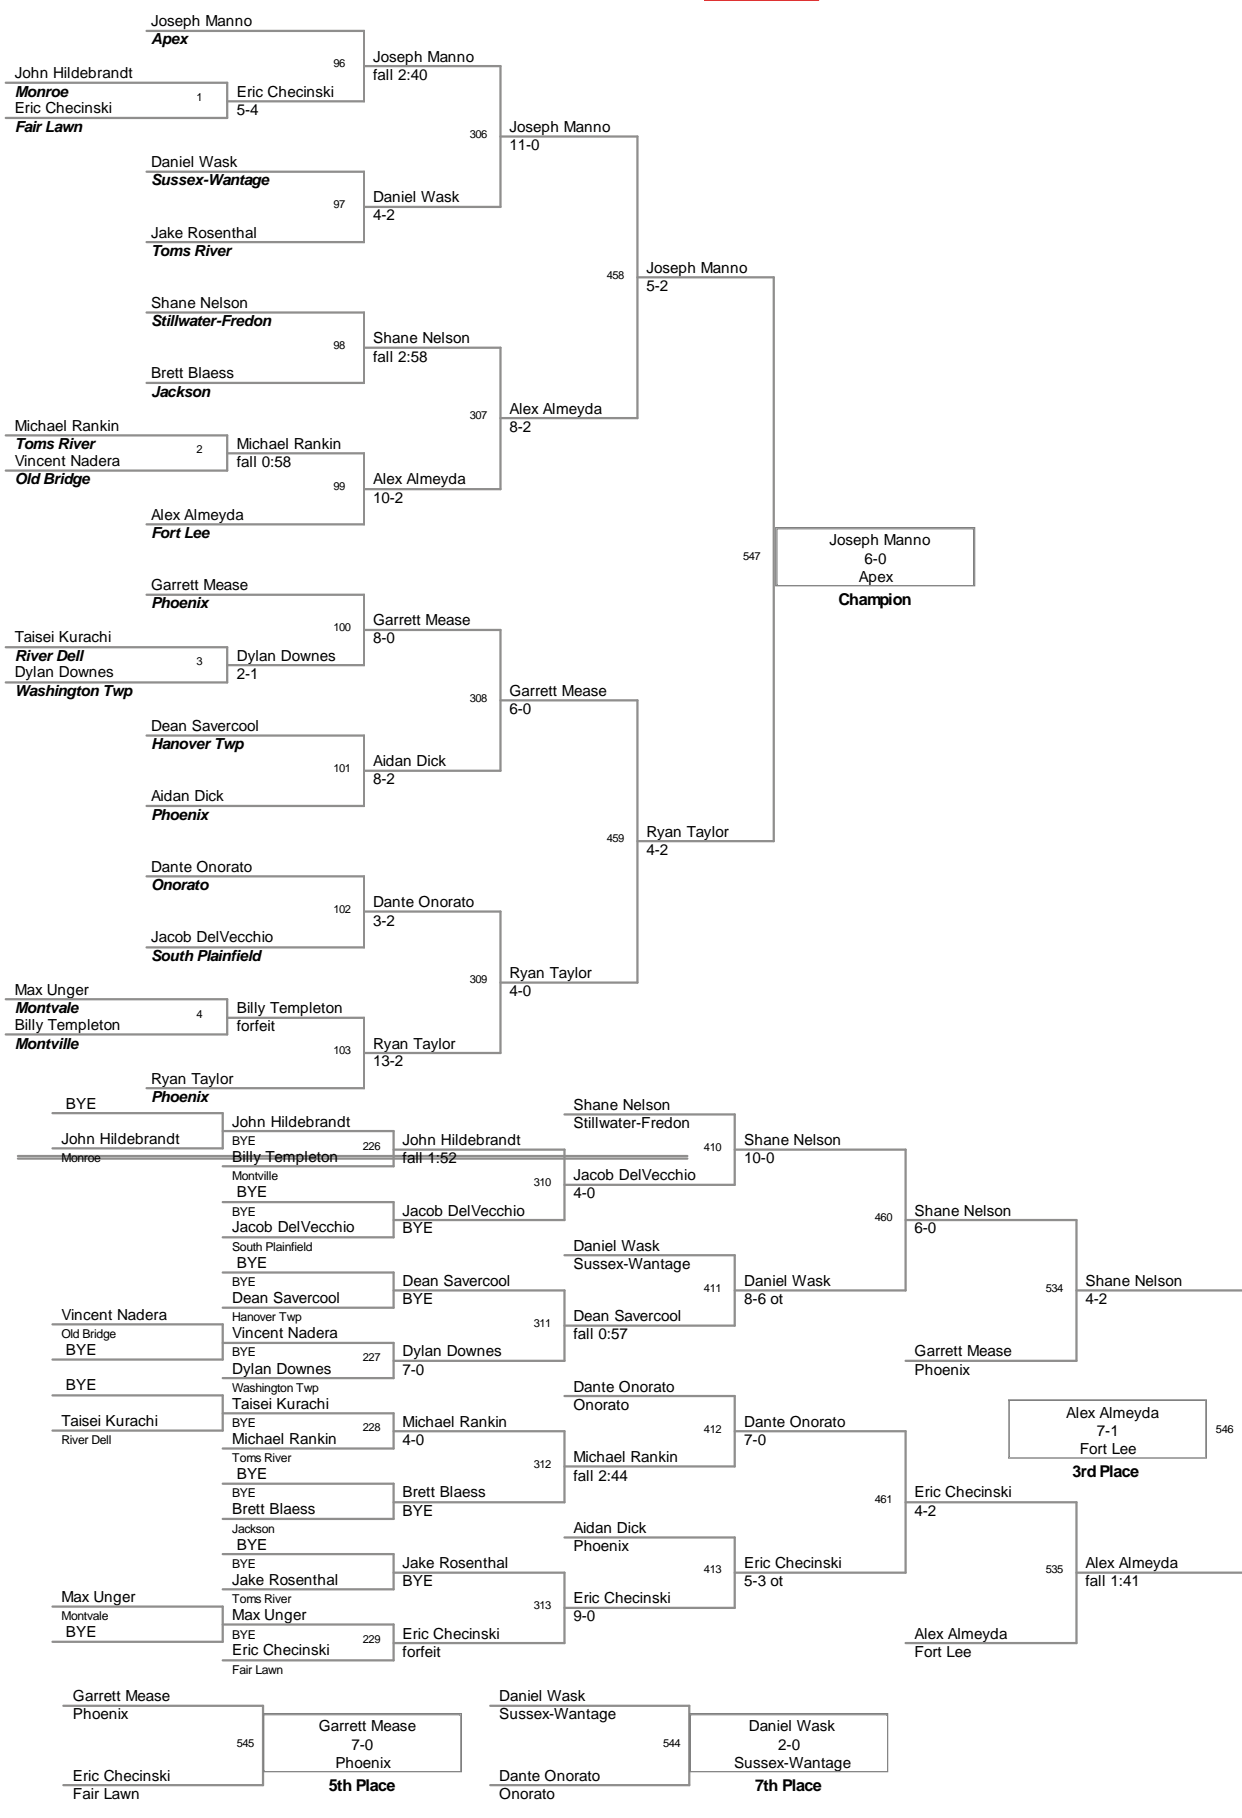 Joseph Manno
Apex
96
Joseph Manno
fall 2:40
John Hildebrandt
Monroe
1
Eric Checinski
5-4
Eric Checinski
Fair Lawn
306
Joseph Manno
11-0
Daniel Wask
Sussex-Wantage
97
Daniel Wask
4-2
Jake Rosenthal
Toms River
458
Joseph Manno
5-2
Shane Nelson
Stillwater-Fredon
98
Shane Nelson
fall 2:58
Brett Blaess
Jackson
307
Alex Almeyda
8-2
Michael Rankin
Toms River
2
Michael Rankin
fall 0:58
Vincent Nadera
Old Bridge
99
Alex Almeyda
10-2
Alex Almeyda
Fort Lee
547
Joseph Manno
6-0
Apex
Champion
Garrett Mease
Phoenix
100
Garrett Mease
8-0
Taisei Kurachi
River Dell
3
Dylan Downes
2-1
Dylan Downes
Washington Twp
308
Garrett Mease
6-0
Dean Savercool
Hanover Twp
101
Aidan Dick
8-2
Aidan Dick
Phoenix
459
Ryan Taylor
4-2
Dante Onorato
Onorato
102
Dante Onorato
3-2
Jacob DelVecchio
South Plainfield
309
Ryan Taylor
4-0
Max Unger
Montvale
4
Billy Templeton
forfeit
Billy Templeton
Montville
103
Ryan Taylor
13-2
Ryan Taylor
Phoenix
BYE
John Hildebrandt
Monroe
John Hildebrandt
BYE
226
Billy Templeton
Montville
John Hildebrandt
fall 1:52
BYE
BYE
Jacob DelVecchio
South Plainfield
Jacob DelVecchio
BYE
310
Jacob DelVecchio
4-0
Shane Nelson
Stillwater-Fredon
410
Shane Nelson
10-0
BYE
BYE
Dean Savercool
Hanover Twp
Dean Savercool
BYE
Vincent Nadera
Old Bridge
BYE
Vincent Nadera
BYE
227
Dylan Downes
Washington Twp
Dylan Downes
7-0
311
Dean Savercool
fall 0:57
Daniel Wask
Sussex-Wantage
411
Daniel Wask
8-6 ot
460
Shane Nelson
6-0
534
Shane Nelson
4-2
Garrett Mease
Phoenix
BYE
Taisei Kurachi
River Dell
Taisei Kurachi
BYE
228
Michael Rankin
Toms River
Michael Rankin
4-0
BYE
BYE
Brett Blaess
Jackson
Brett Blaess
BYE
312
Michael Rankin
fall 2:44
Dante Onorato
Onorato
412
Dante Onorato
7-0
Alex Almeyda
7-1
Fort Lee
3rd Place
546
BYE
BYE
Jake Rosenthal
Toms River
Jake Rosenthal
BYE
Max Unger
Montvale
BYE
Max Unger
BYE
229
Eric Checinski
Fair Lawn
Eric Checinski
forfeit
313
Eric Checinski
9-0
Aidan Dick
Phoenix
413
Eric Checinski
5-3 ot
461
Eric Checinski
4-2
535
Alex Almeyda
fall 1:41
Alex Almeyda
Fort Lee
Garrett Mease
Phoenix
545
Garrett Mease
7-0
Phoenix
5th Place
Eric Checinski
Fair Lawn
Daniel Wask
Sussex-Wantage
544
Daniel Wask
2-0
Sussex-Wantage
7th Place
Dante Onorato
Onorato